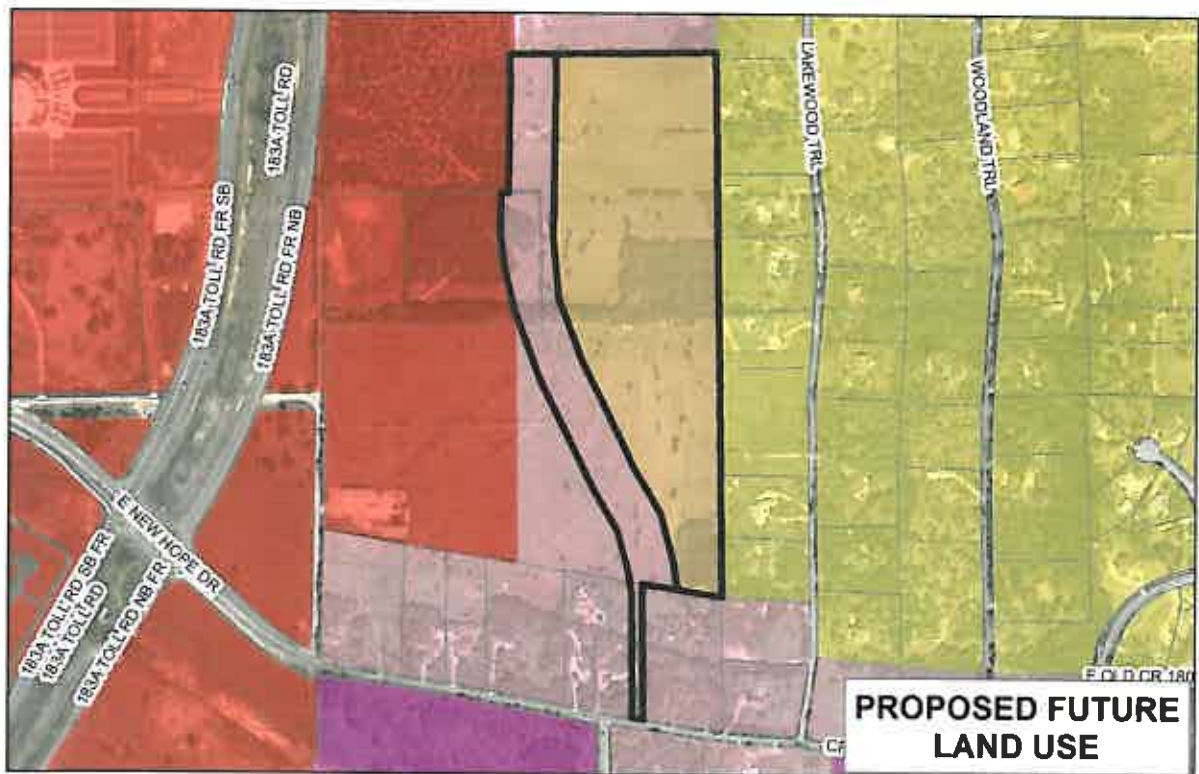 183A TOLL RD
LAKEWOOD TRL
WOODLAND TRL
183A TOLL RD FR SB
183A TOLL RD FR NB
E NEW HOPE DR
183A TOLL RD SB FR
183A TOLL RD
183A TOLL RD NB FR
E OLD CR 180
PROPOSED FUTURE
LAND USE